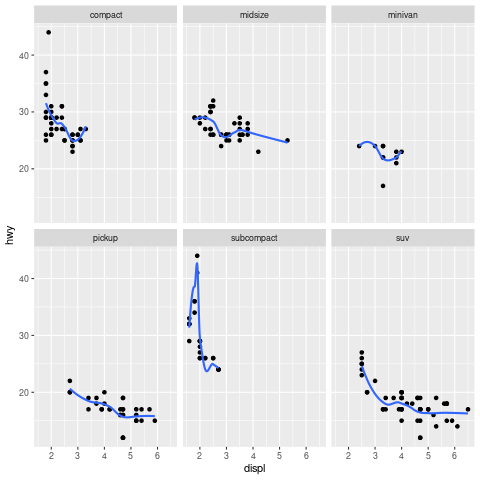 compact midsize minivan
40
30
20
hwy
pickup subcompact suv
40
30
20
2 3 4 5 6 2 3 4 5 6 2 3 4 5 6
displ